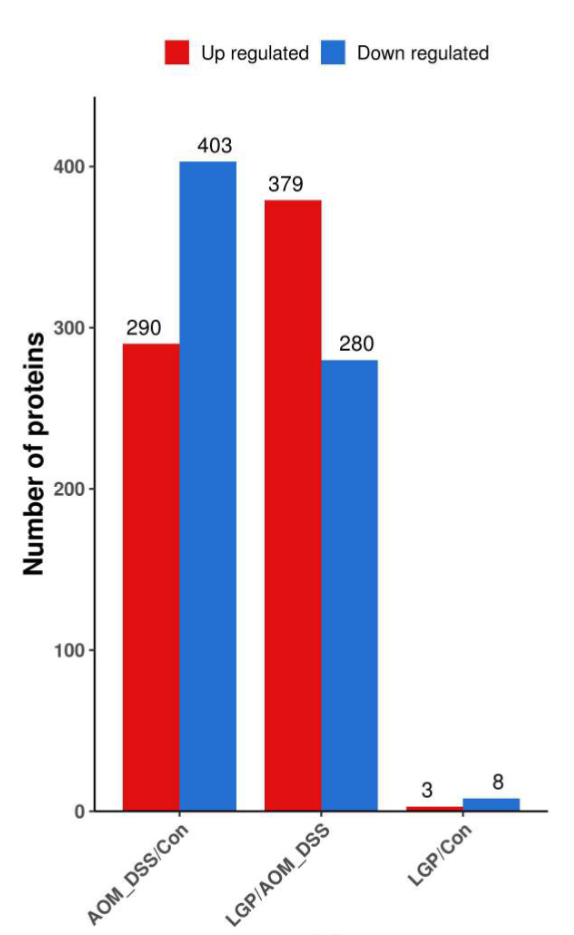 Up regulated Down regulated
Number of proteins
400
300
200
100
0
403
379
290
280
3
8
AOM_DSS/Con
LGP/AOM_DSS
LGP/Con